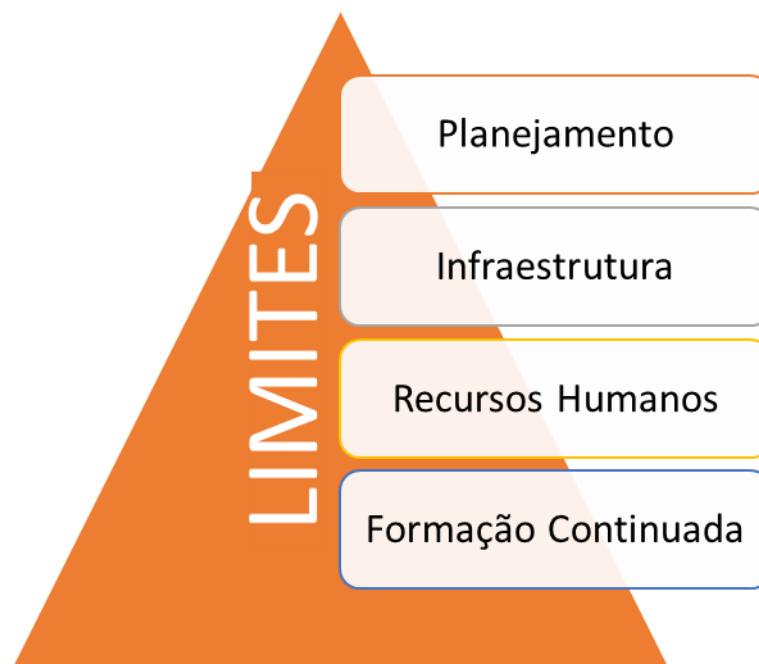 LIMITES
Planejamento
Infraestrutura
Recursos Humanos
Formação Continuada